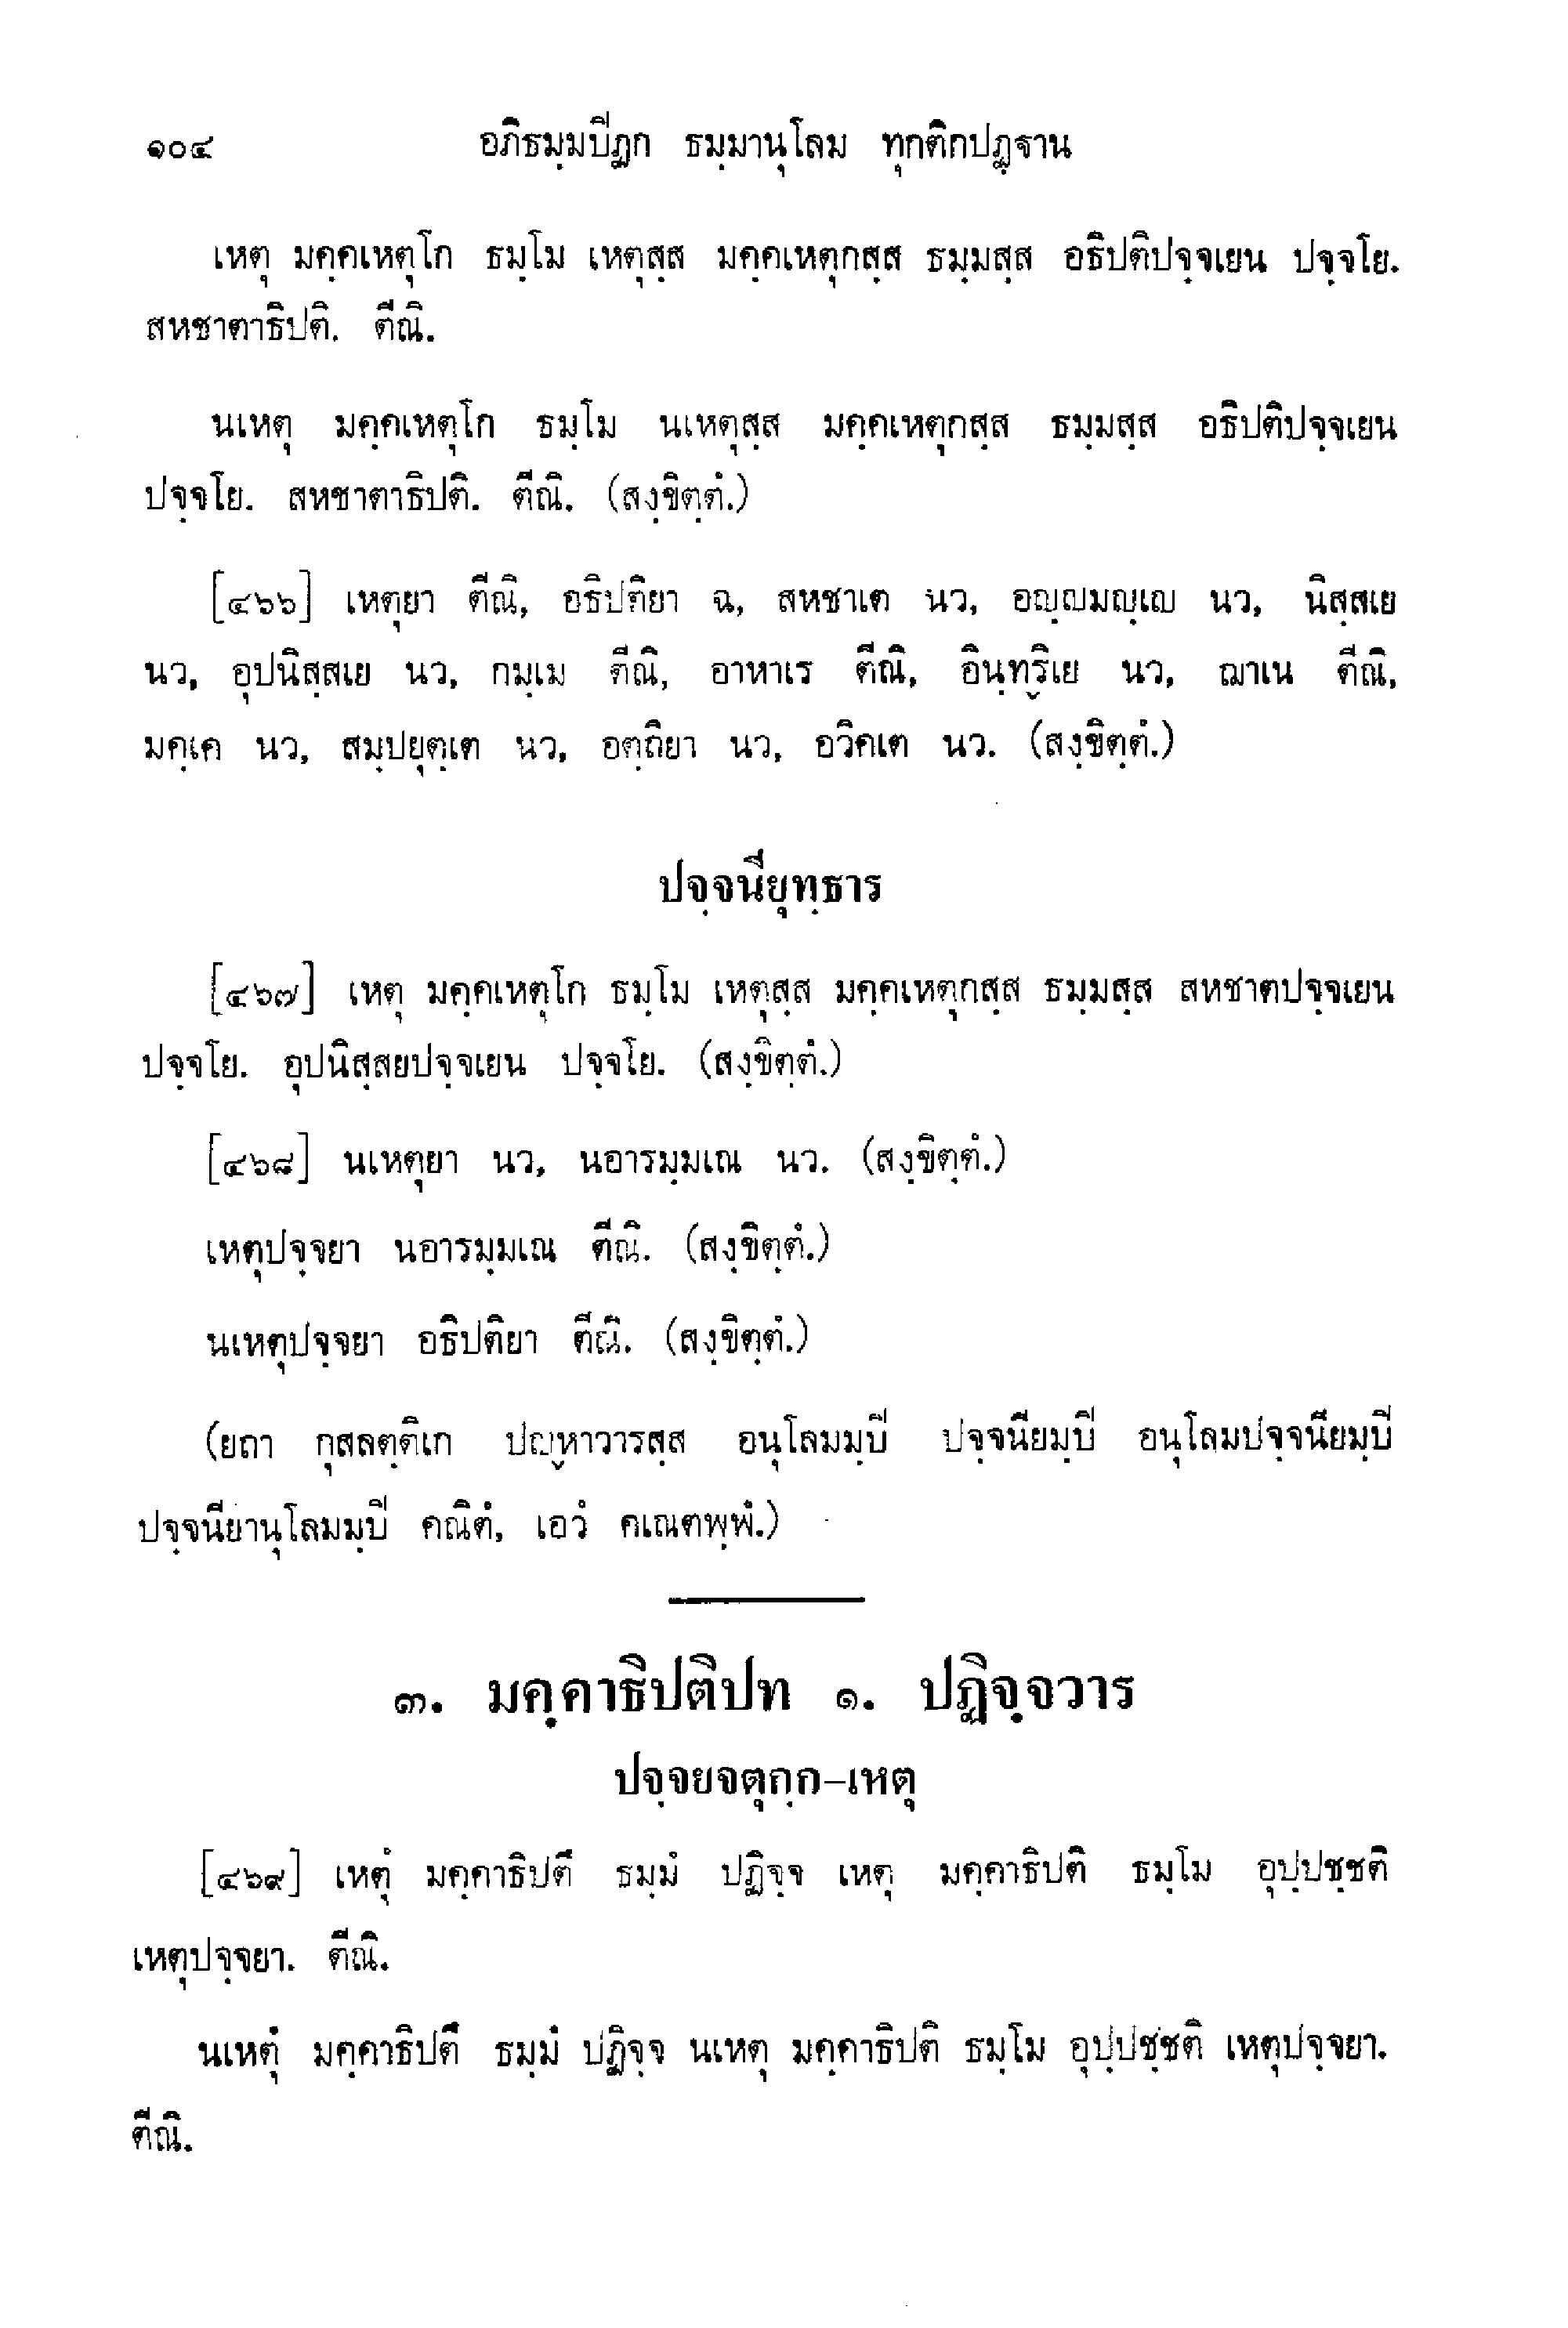 ๑๐๔ อภิธมฺมปิฏก ธมฺมานุโลม ทุกติกปฏฺฐาน
เหตุ มคฺคเหตุโก ธมฺโม เหตุสฺส มคฺคเหตุกสฺส ธมฺมสฺส อธิปติปจฺจเยน ปจฺจโย.
สหชาตาธิปติ. ตีณิ.
นเหตุ มคฺคเหตุโก ธมฺโม นเหตุสฺส มคฺคเหตุกสฺส ธมฺมสฺส อธิปติปจฺจเยน
ปจฺจโย. สหชาตาธิปติ. ตีณิ. (สงฺขิตฺตํ.)
[๔๖๖] เหตุยา ตีณิ, อธิปติยา ฉ, สหชาเต นว, อญฺญมญฺเญ นว, นิสฺสเย
นว, อุปนิสฺสเย นว, กมฺเม ตีณิ, อาหาเร ตีณิ, อินฺทฺริเย นว, ฌาเน ตีณิ,
มคฺเค นว, สมฺปยุตฺเต นว, อตฺถิยา นว, อวิคเต นว. (สงฺขิตฺตํ.)
ปจฺจนียุทฺธาร
[๔๖๗] เหตุ มคฺคเหตุโก ธมฺโม เหตุสฺส มคฺคเหตุกสฺส ธมฺมสฺส สหชาตปจฺจเยน
ปจฺจโย. อุปนิสฺสยปจฺจเยน ปจฺจโย. (สงฺขิตฺตํ.)
[๔๖๘] นเหตุยา นว, นอารมฺมเณ นว. (สงฺขิตฺตํ.)
เหตุปจฺจยา นอารมฺมเณ ตีณิ. (สงฺขิตฺตํ.)
นเหตุปจฺจยา อธิปติยา ตีณิ. (สงฺขิตฺตํ.)
(ยถา กุสลตฺติเก ปญฺหาวารสฺส อนุโลมมฺปิ ปจฺจนียมฺปิ อนุโลมปจฺจนียมฺปิ
ปจฺจนียานุโลมมฺปิ คณิตํ, เอวํ คเณตพฺพํ.)
๓. มคฺคาธิปติปท ๑. ปฏิจฺจวาร
ปจฺจยจตุกฺก-เหตุ
[๔๖๙] เหตุํ มคฺคาธิปตึ ธมฺมํ ปฏิจฺจ เหตุ มคฺคาธิปติ ธมฺโม อุปฺปชฺชติ
เหตุปจฺจยา. ตีณิ.
นเหตุํ มคฺคาธิปตึ ธมฺมํ ปฏิจฺจ นเหตุ มคฺคาธิปติ ธมฺโม อุปฺปชฺชติ เหตุปจฺจยา.
ตีณิ.